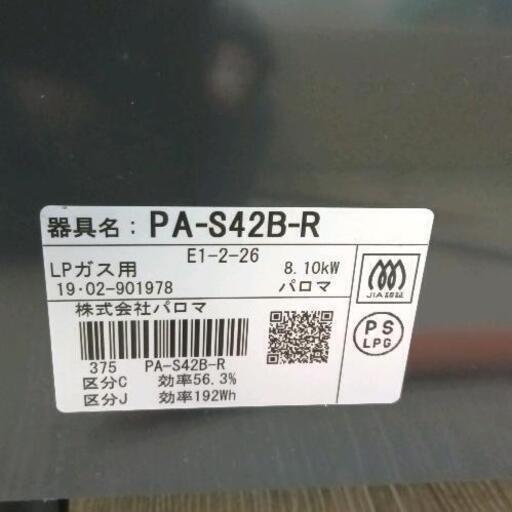 器具名: PA-S42B-R
E1-2-26
LPガス用 8.10kW
19・02-901978 パロマ
株式会社パロマ
JIA認証
PS
LPG
375 PA-S42B-R
区分C 効率56.3%
区分J 効率192Wh